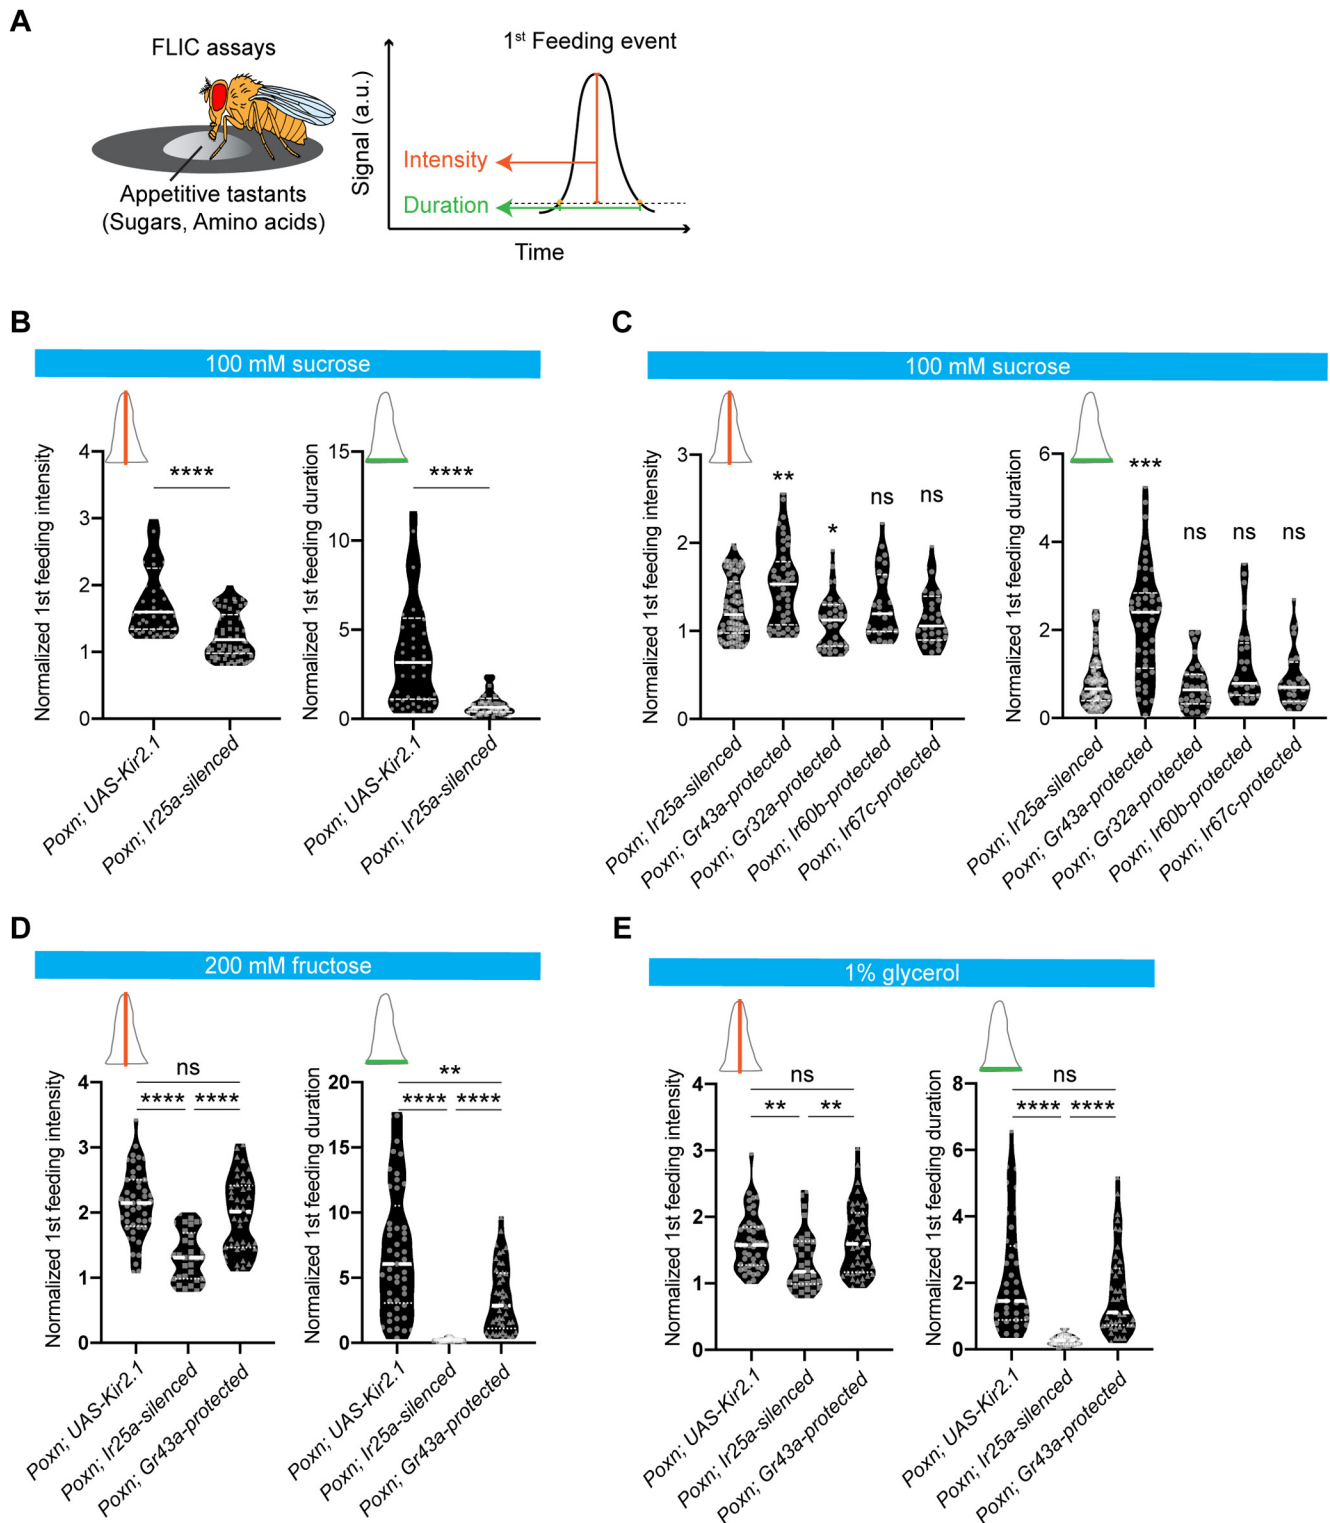 A
FLIC assays
Appetitive tastants
(Sugars, Amino acids)
1st Feeding event
Signal (a.u.)
Intensity
Duration
Time
B
100 mM sucrose
Normalized 1st feeding intensity
4
3
2
1
0
****
Poxn; UAS-Kir2.1
Poxn; Ir25a-silenced
Normalized 1st feeding duration
15
10
5
0
****
Poxn; UAS-Kir2.1
Poxn; Ir25a-silenced
C
100 mM sucrose
Normalized 1st feeding intensity
3
2
1
0
**
*
ns
ns
Poxn; Ir25a-silenced
Poxn; Gr43a-protected
Poxn; Gr32a-protected
Poxn; Ir60b-protected
Poxn; Ir67c-protected
Normalized 1st feeding duration
6
4
2
0
***
ns
ns
ns
Poxn; Ir25a-silenced
Poxn; Gr43a-protected
Poxn; Gr32a-protected
Poxn; Ir60b-protected
Poxn; Ir67c-protected
D
200 mM fructose
Normalized 1st feeding intensity
4
3
2
1
0
ns
**** ****
Poxn; UAS-Kir2.1
Poxn; Ir25a-silenced
Poxn; Gr43a-protected
Normalized 1st feeding duration
20
15
10
5
0
**
**** ****
Poxn; UAS-Kir2.1
Poxn; Ir25a-silenced
Poxn; Gr43a-protected
E
1% glycerol
Normalized 1st feeding intensity
4
3
2
1
0
ns
** **
Poxn; UAS-Kir2.1
Poxn; Ir25a-silenced
Poxn; Gr43a-protected
Normalized 1st feeding duration
8
6
4
2
0
ns
**** ****
Poxn; UAS-Kir2.1
Poxn; Ir25a-silenced
Poxn; Gr43a-protected